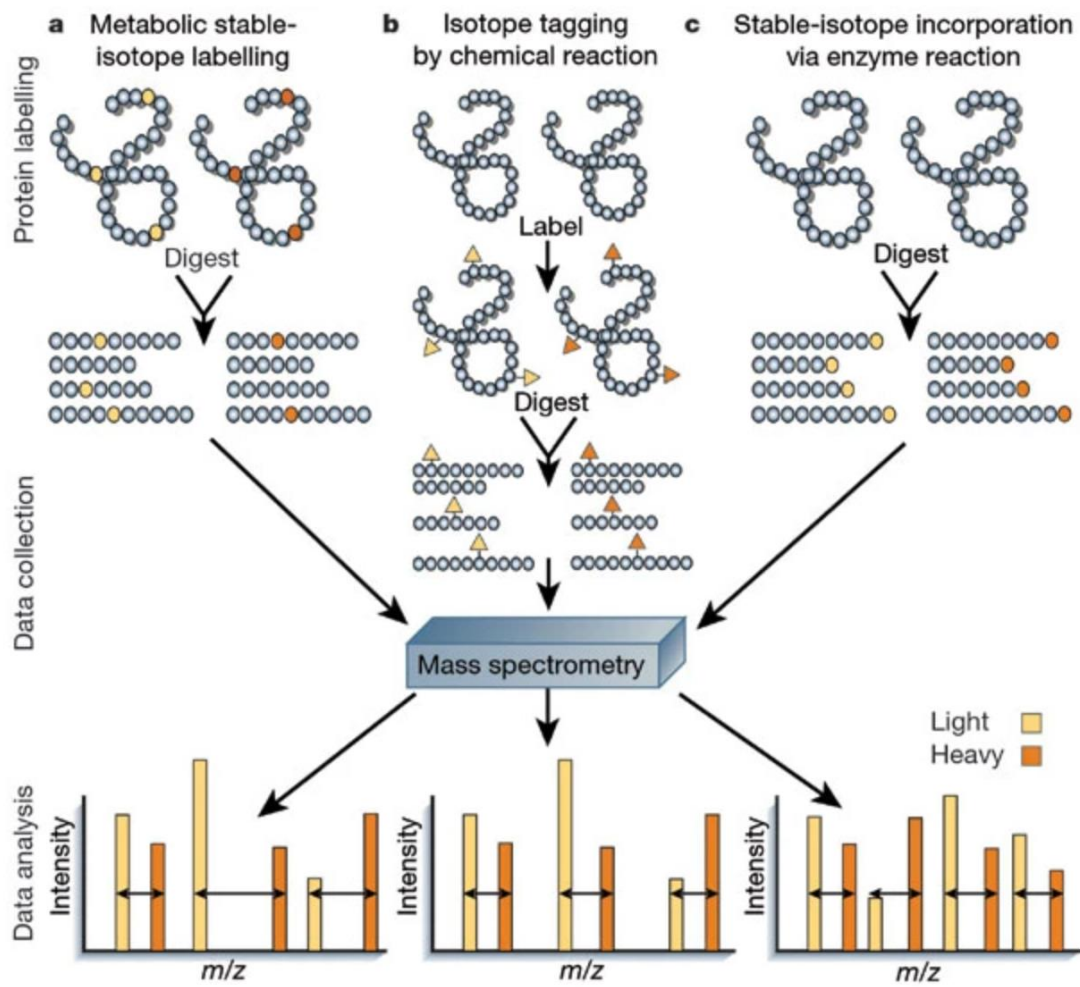 a Metabolic stable-
isotope labelling
b Isotope tagging
by chemical reaction
c Stable-isotope incorporation
via enzyme reaction
Protein labelling
Digest
Label
Digest
Digest
Data collection
Mass spectrometry
Light
Heavy
Data analysis
Intensity
m/z
Intensity
m/z
Intensity
m/z